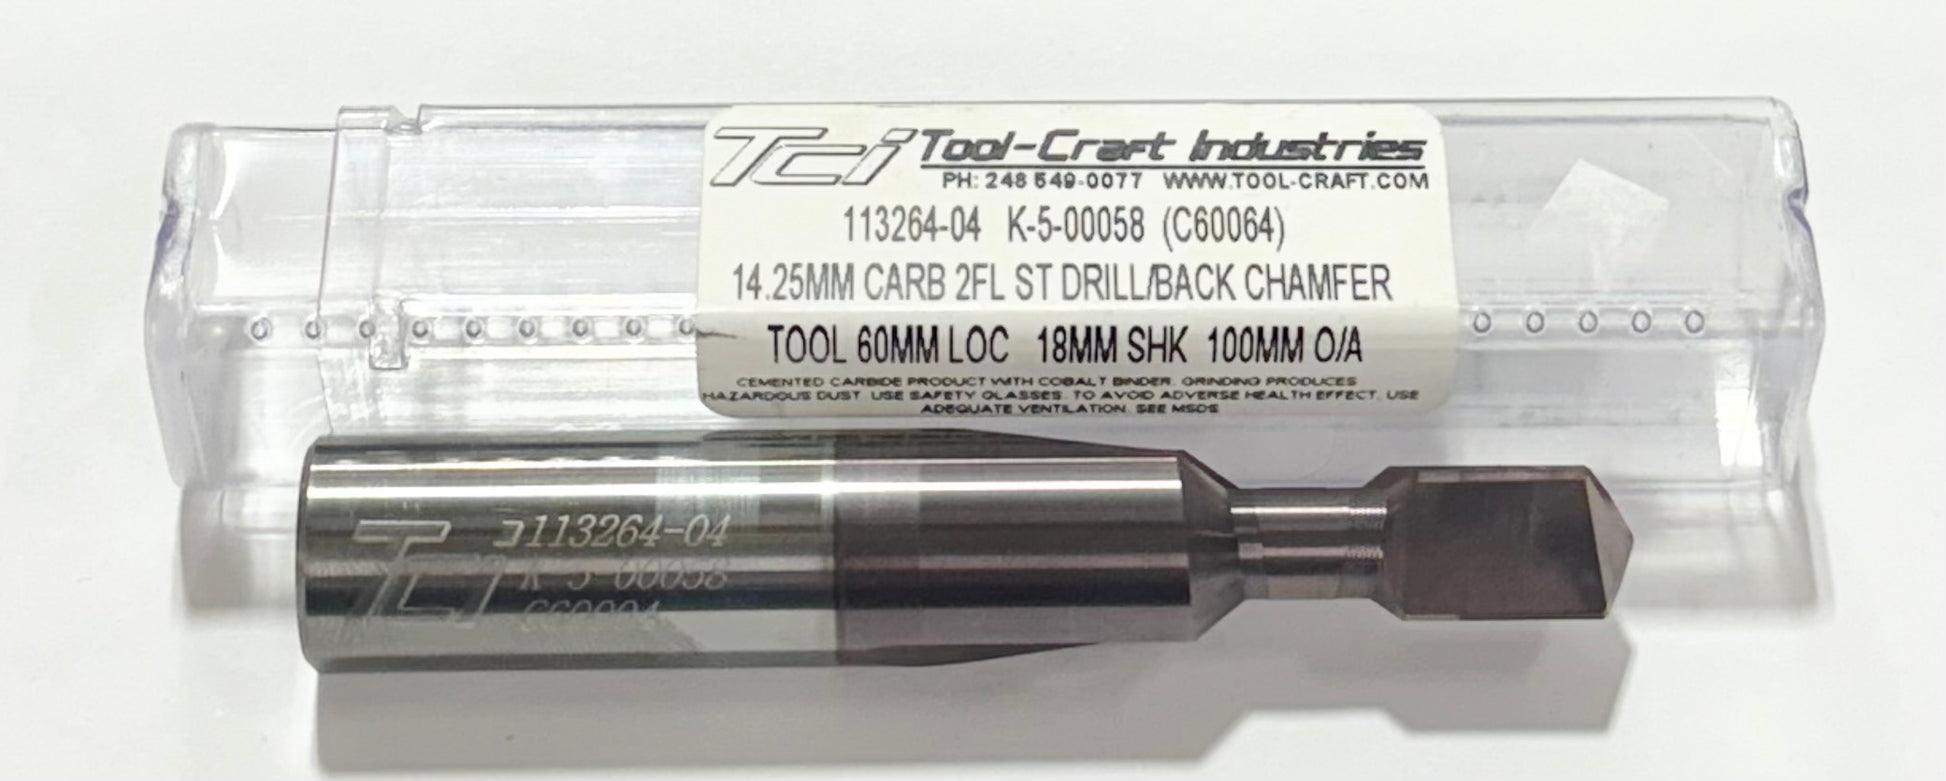 Tci Tool-Craft Industries
PH: 248 549-0077 WWW.TOOL-CRAFT.COM
113264-04 K-5-00058 (C60064)
14.25MM CARB 2FL ST DRILL/BACK CHAMFER
TOOL 60MM LOC 18MM SHK 100MM O/A
CEMENTED CARBIDE PRODUCT WITH COBALT BINDER. GRINDING PRODUCES
HAZARDOUS DUST. USE SAFETY GLASSES. TO AVOID ADVERSE HEALTH EFFECT, USE
ADEQUATE VENTILATION. SEE MSDS
113264-04
K-5-00058